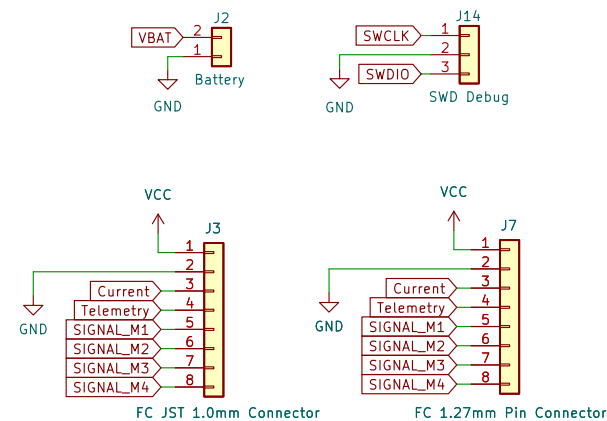 J2
VBAT 2
1
Battery
GND
J14
SWCLK 1
2
SWDIO 3
SWD Debug
GND
VCC
J3
1
2
Current 3
Telemetry 4
SIGNAL_M1 5
SIGNAL_M2 6
SIGNAL_M3 7
SIGNAL_M4 8
GND
FC JST 1.0mm Connector
VCC
J7
1
2
Current 3
Telemetry 4
SIGNAL_M1 5
SIGNAL_M2 6
SIGNAL_M3 7
SIGNAL_M4 8
GND
FC 1.27mm Pin Connector